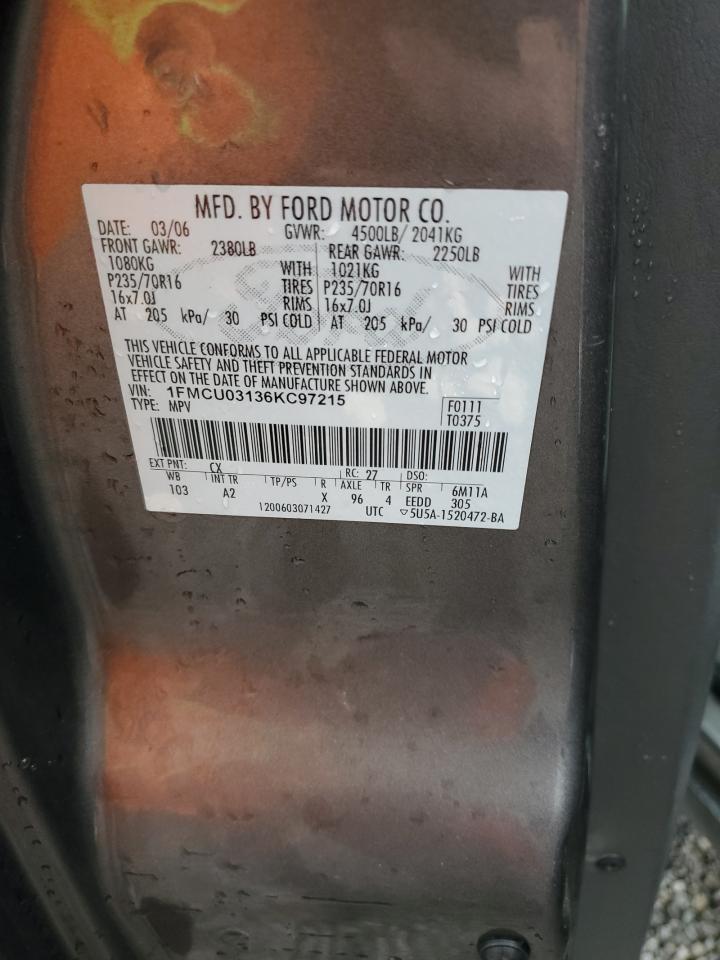 MFD. BY FORD MOTOR CO.
DATE: 03/06 GVWR: 4500LB/ 2041KG
FRONT GAWR: 2380LB REAR GAWR: 2250LB
1080KG WITH 1021KG WITH
P235/70R16 TIRES P235/70R16 TIRES
16x7.0J RIMS 16x7.0J RIMS
AT 205 kPa/ 30 PSI COLD AT 205 kPa/ 30 PSI COLD
THIS VEHICLE CONFORMS TO ALL APPLICABLE FEDERAL MOTOR
VEHICLE SAFETY AND THEFT PREVENTION STANDARDS IN
EFFECT ON THE DATE OF MANUFACTURE SHOWN ABOVE.
VIN: 1FMCU03136KC97215
TYPE: MPV
F0111
T0375
EXT PNT: CX RC: 27 DSO:
WB INT TR TP/PS R AXLE TR SPR 6M11A
103 A2 X 96 4 EEDD 305
1200603071427 UTC ▽5U5A-1520472-BA